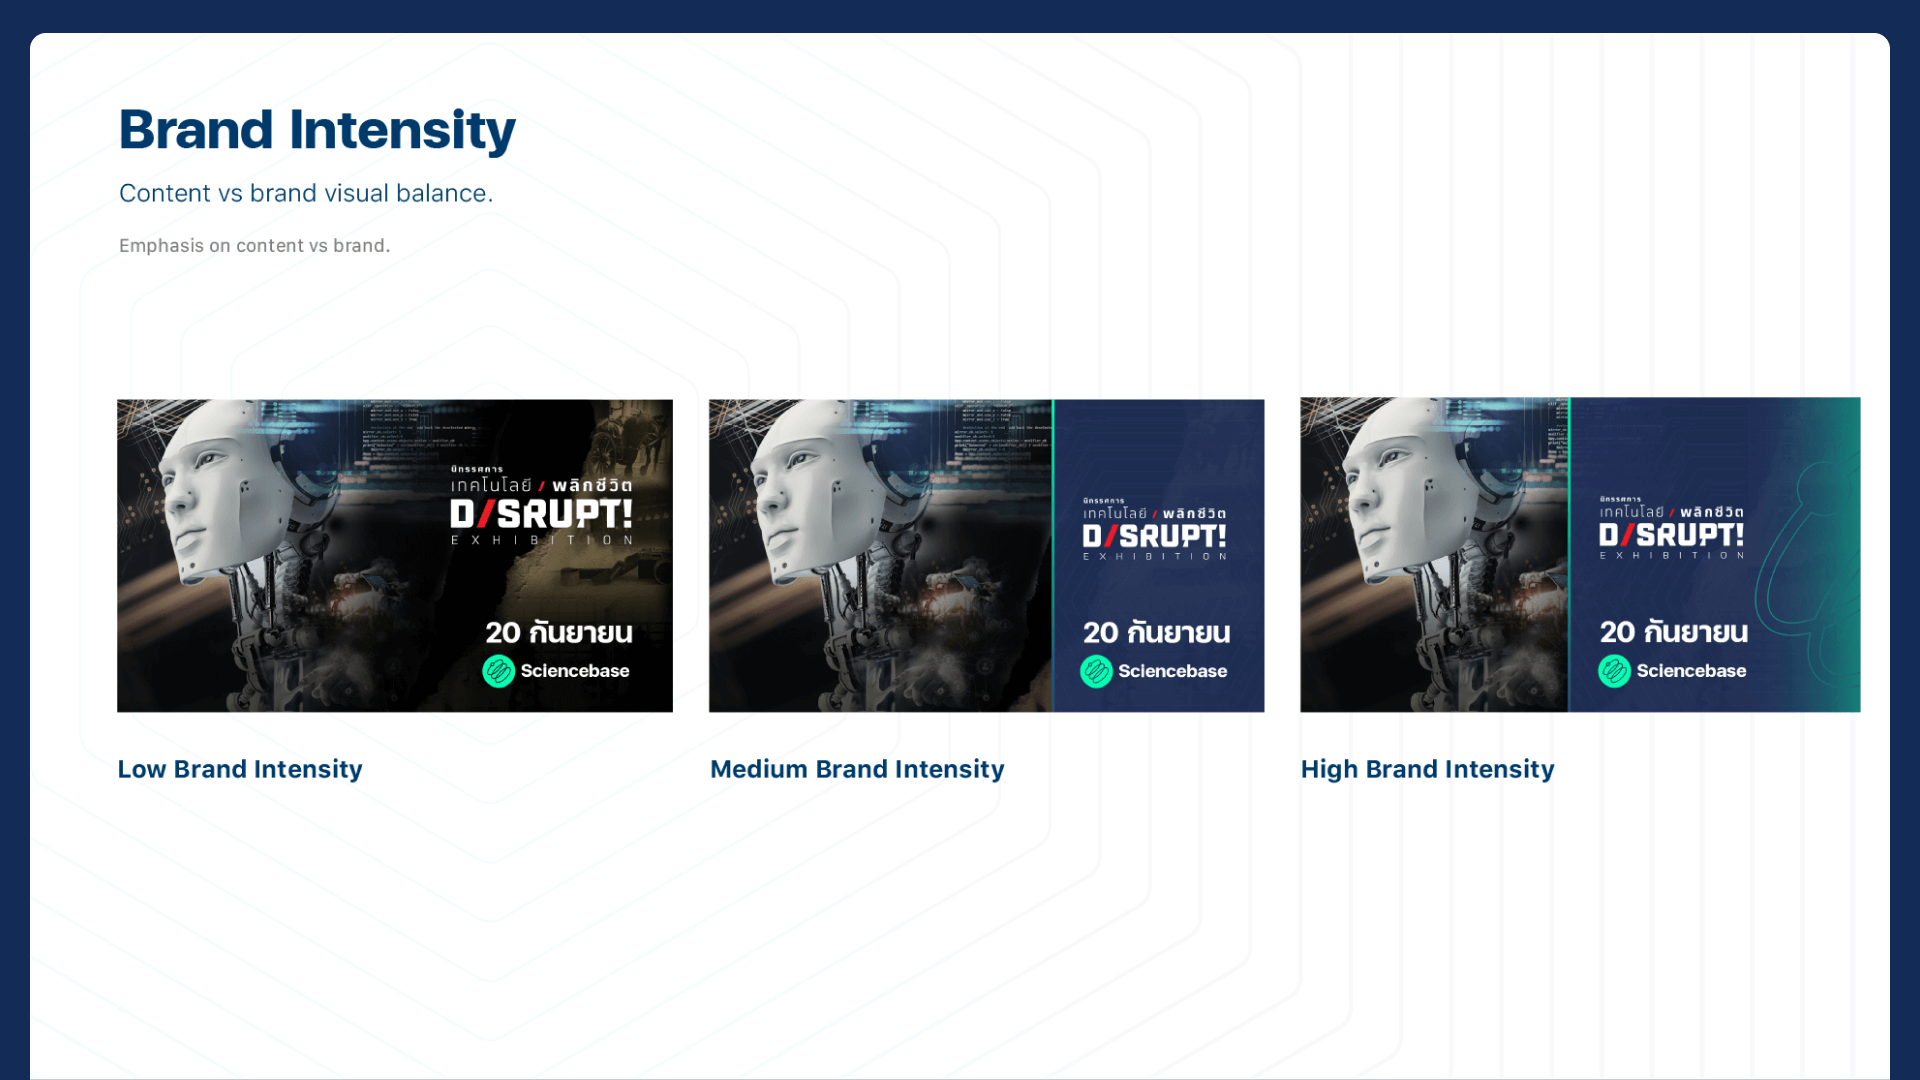 Brand Intensity
Content vs brand visual balance.
Emphasis on content vs brand.
นิทรรศการ
เทคโนโลยี / พลิกชีวิต
D/SRUPT!
EXHIBITION
20 กันยายน
Sciencebase
Low Brand Intensity
นิทรรศการ
เทคโนโลยี / พลิกชีวิต
D/SRUPT!
EXHIBITION
20 กันยายน
Sciencebase
Medium Brand Intensity
นิทรรศการ
เทคโนโลยี / พลิกชีวิต
D/SRUPT!
EXHIBITION
20 กันยายน
Sciencebase
High Brand Intensity